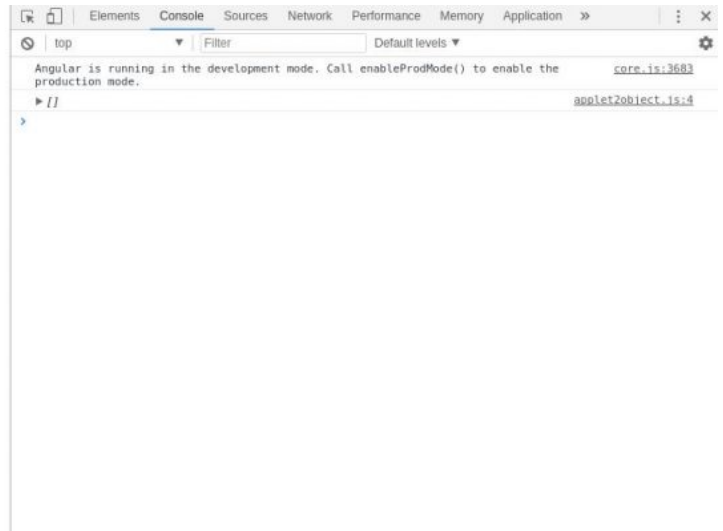 Elements Console Sources Network Performance Memory Application »
top ▼ Filter Default levels ▼
Angular is running in the development mode. Call enableProdMode() to enable the core.js:3683
production mode.
▶ [] applet2object.js:4
>